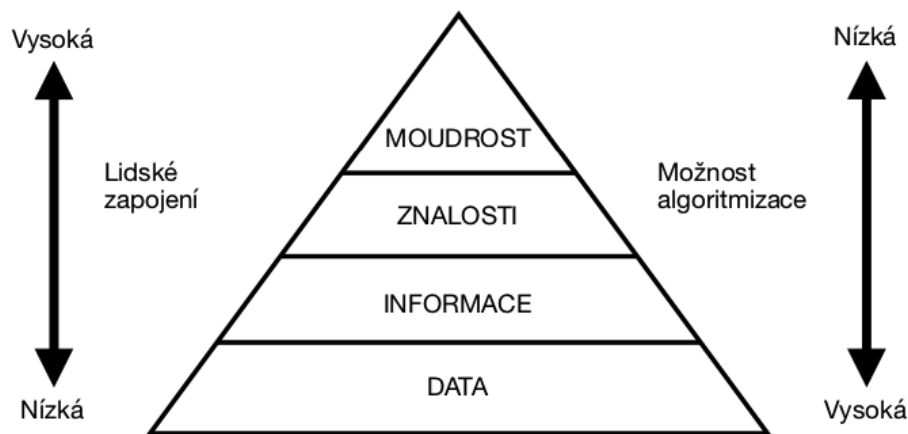 Vysoká
Nízká
MOUDROST
Lidské
zapojení
Možnost
algoritmizace
ZNALOSTI
INFORMACE
DATA
Nízká
Vysoká